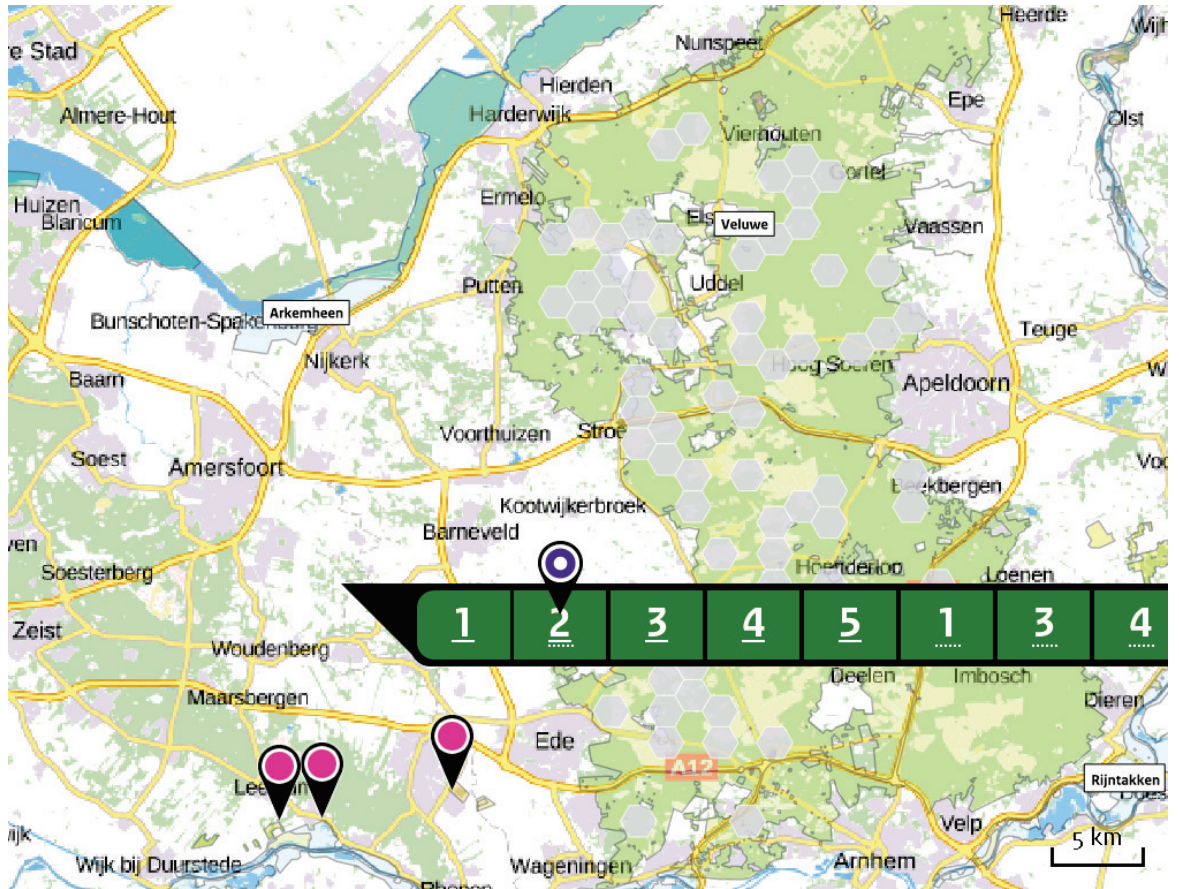 Heerde
Nunspeet
re Stad
Hierden
Epe
Almere-Hout
Harderwijk
Olst
Vierhouten
Gortel
Ermelo
Huizen
Blaricum
Veluwe
Vaassen
Putten
Uddel
Arkemheen
Bunschoten-Spakenburg
Teuge
Nijkerk
Hoog Soeren
Baarn
Apeldoorn
Voorthuizen
Stroe
Soest
Amersfoort
Beekbergen
Kootwijkerbroek
Barneveld
ven
Soesterberg
Hoenderloo
Loenen
1 2 3 4 5 1 3 4
Zeist
Woudenberg
Deelen
Imbosch
Maarsbergen
Dieren
Ede
A12
Rijntakken
Velp
5 km
wijk
Wijk bij Duurstede
Wageningen
Arnhem